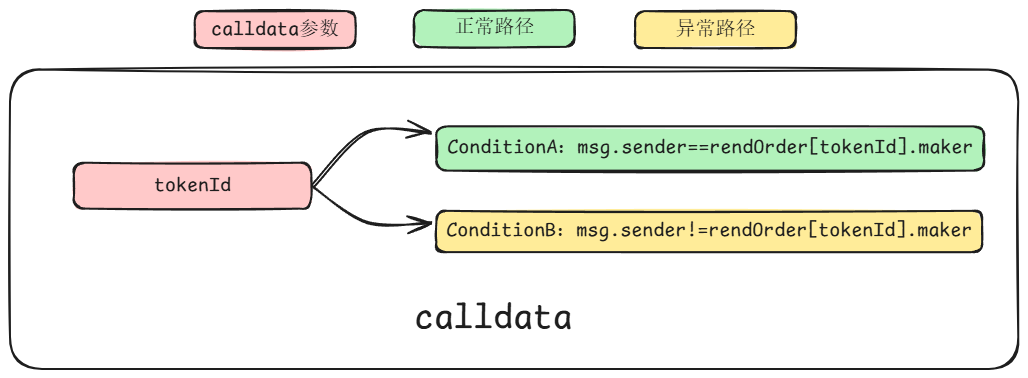 calldata参数
正常路径
异常路径
ConditionA: msg.sender==rendOrder[tokenId].maker
tokenId
ConditionB: msg.sender!=rendOrder[tokenId].maker
calldata